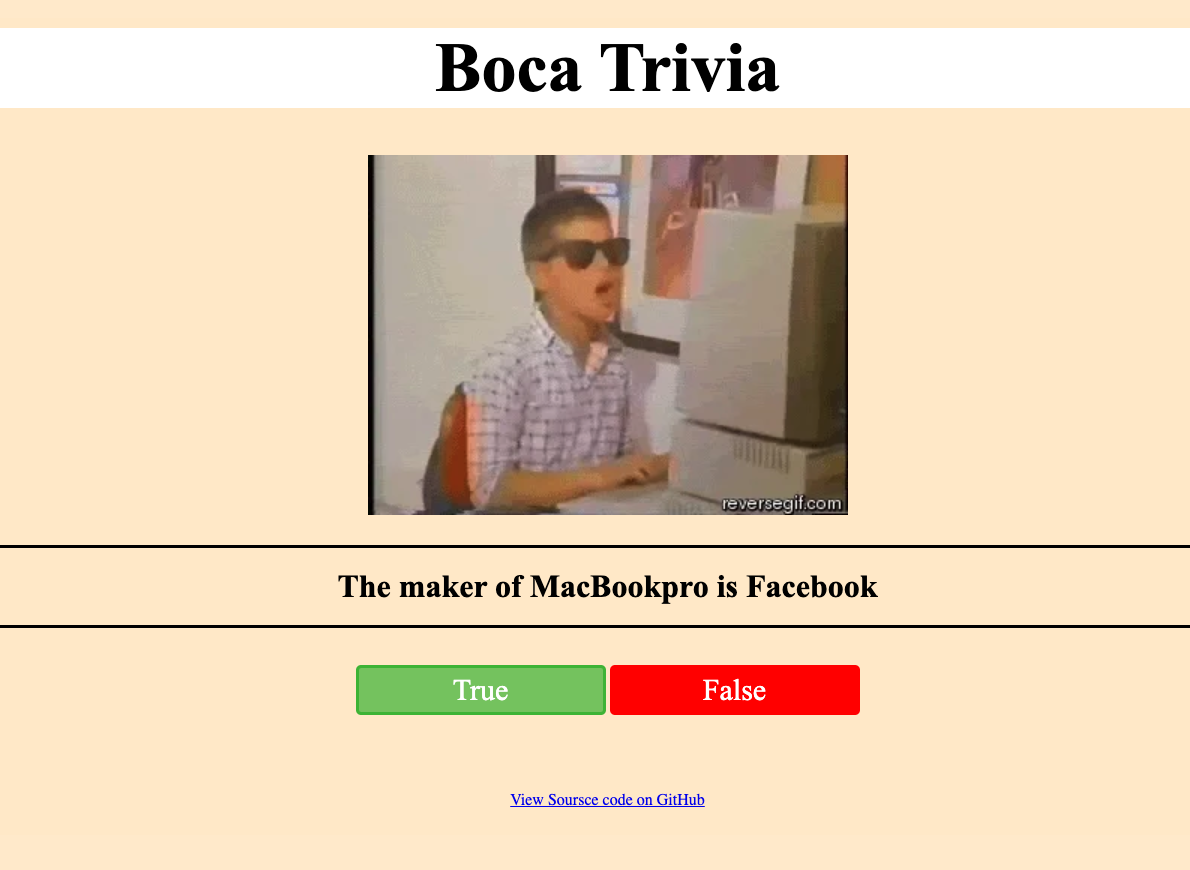 Boca Trivia
reversegif.com
The maker of MacBookpro is Facebook
True False
View Soursce code on GitHub